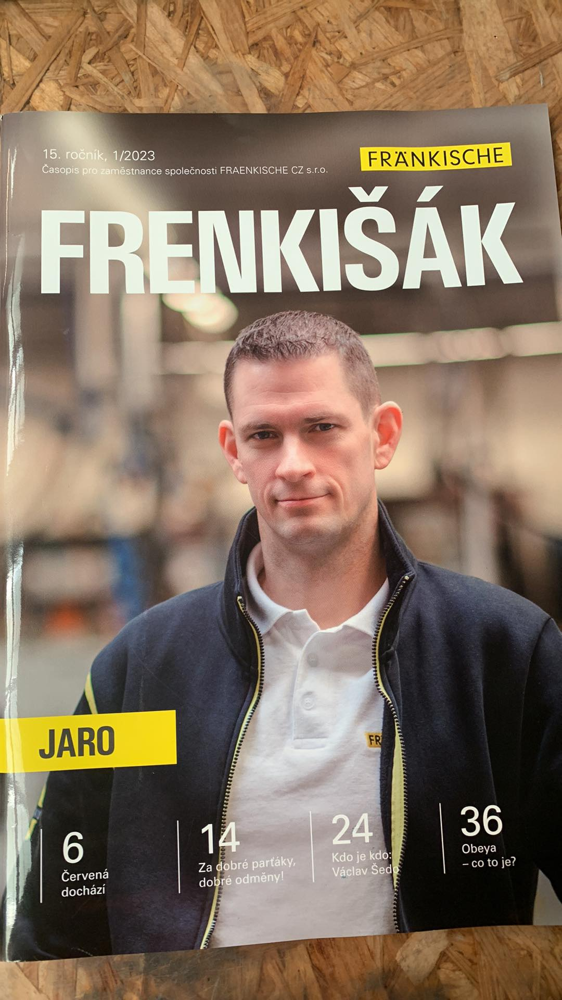 15. ročník, 1/2023
Časopis pro zaměstnance společnosti FRAENKISCHE CZ s.r.o.
FRÄNKISCHE
FRENKIŠÁK
FR
JARO
6
Červená
dochází
14
Za dobré parťáky,
dobré odměny!
24
Kdo je kdo:
Václav Šedo
36
Obeya
– co to je?